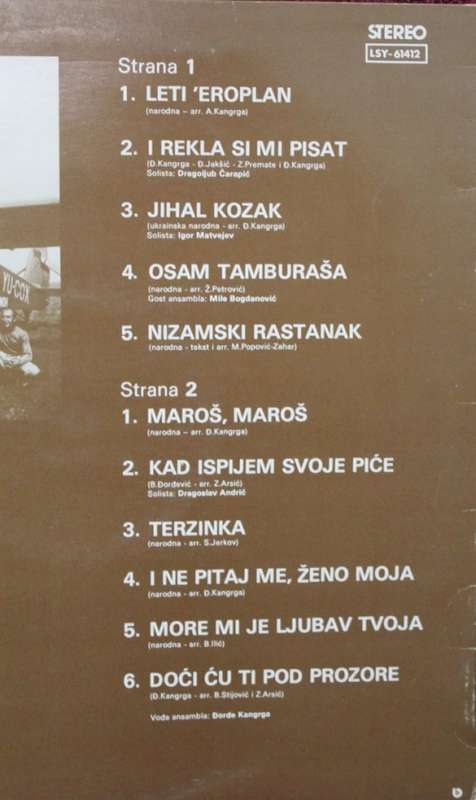 STEREO
LSY-61412
Strana 1
1. LETI 'EROPLAN
(narodna – arr. A.Kangrga)
2. I REKLA SI MI PISAT
(Đ.Kangrga - Đ.Jakšić - Z.Premate i Đ.Kangrga)
Solista: Dragoljub Čarapić
3. JIHAL KOZAK
(ukrainska narodna - arr. Đ.Kangrga)
Solista: Igor Matvejev
4. OSAM TAMBURAŠA
(narodna - arr. Ž.Petrović)
Gost ansambla: Mile Bogdanović
5. NIZAMSKI RASTANAK
(narodna - tekst i arr. M.Popović-Zahar)
YU-COX
Strana 2
1. MAROŠ, MAROŠ
(narodna – arr. Đ.Kangrga)
2. KAD ISPIJEM SVOJE PIĆE
(B.Đorđević - arr. Z.Arsić)
Solista: Dragoslav Andrić
3. TERZINKA
(narodna - arr. S.Jerkov)
4. I NE PITAJ ME, ŽENO MOJA
(narodna - arr. Đ.Kangrga)
5. MORE MI JE LJUBAV TVOJA
(narodna - arr. B.Ilić)
6. DOĆI ĆU TI POD PROZORE
(Đ.Kangrga - arr. B.Stijović i Z.Arsić)
Vođa ansambla: Đorđe Kangrga